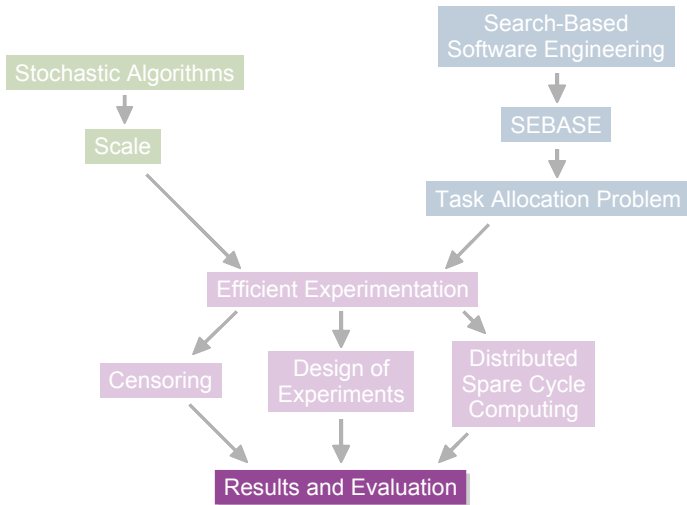 Search-Based
Software Engineering
Stochastic Algorithms
SEBASE
Scale
Task Allocation Problem
Efficient Experimentation
Censoring
Design of
Experiments
Distributed
Spare Cycle
Computing
Results and Evaluation